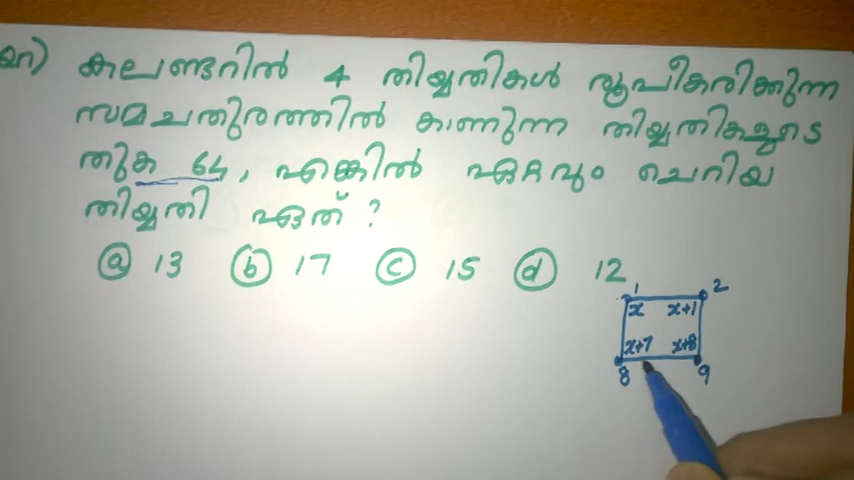 കലണ്ടറിൽ 4 തിയ്യതികൾ രൂപീകരിക്കുന്ന
സമചതുരത്തിൽ കാണുന്ന തിയ്യതികളുടെ
തുക 64, എങ്കിൽ ഏറ്റവും ചെറിയ
തിയ്യതി ഏത് ?
ⓐ 13 ⓑ 17 ⓒ 15 ⓓ 12
1 2
x x+1
x+7 x+8
8 9